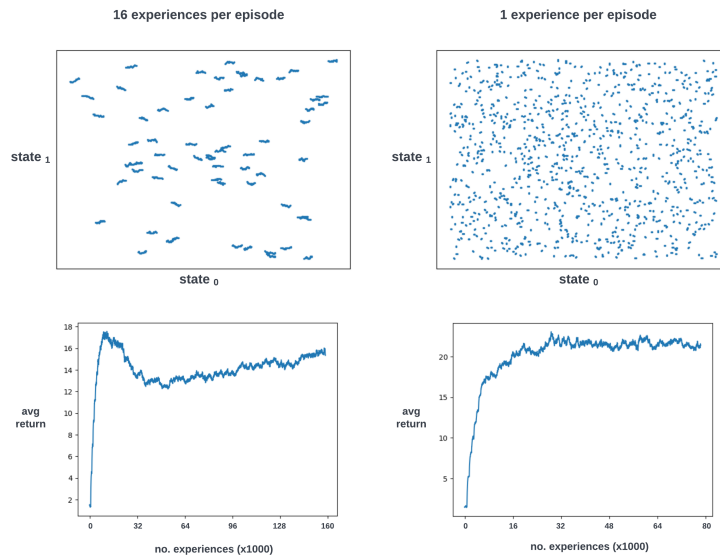 16 experiences per episode
1 experience per episode
state 1
state 1
state 0
state 0
18
16
14
12
10
8
6
4
2
avg
return
0 32 64 96 128 160
no. experiences (x1000)
20
15
10
5
avg
return
0 16 32 48 64 80
no. experiences (x1000)